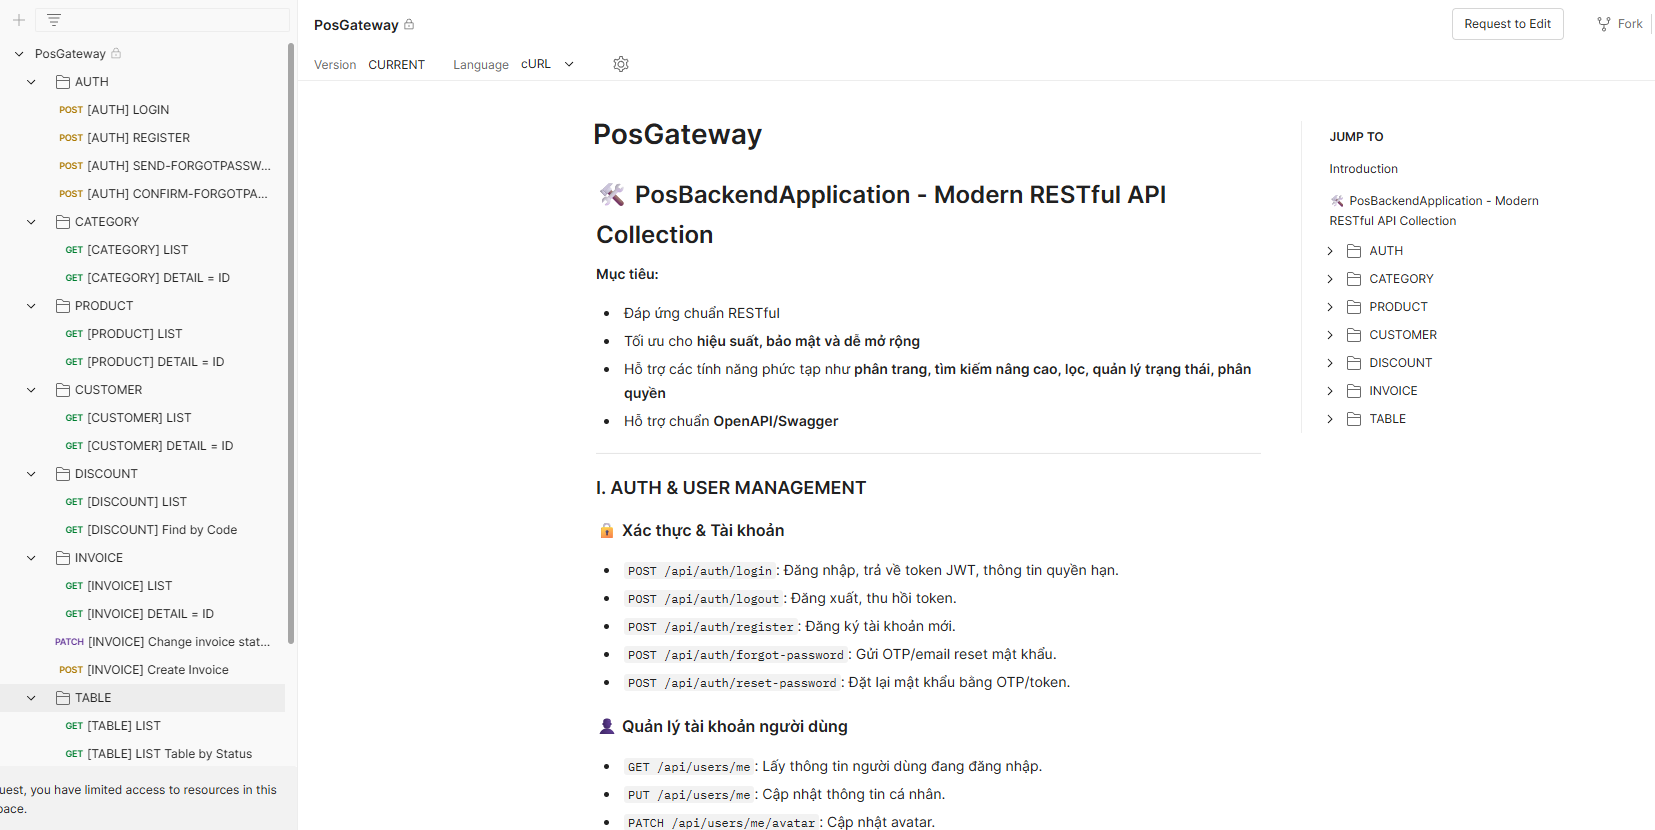 PosGateway
AUTH
POST [AUTH] LOGIN
POST [AUTH] REGISTER
POST [AUTH] SEND-FORGOTPASSW...
POST [AUTH] CONFIRM-FORGOTPA...
CATEGORY
GET [CATEGORY] LIST
GET [CATEGORY] DETAIL = ID
PRODUCT
GET [PRODUCT] LIST
GET [PRODUCT] DETAIL = ID
CUSTOMER
GET [CUSTOMER] LIST
GET [CUSTOMER] DETAIL = ID
DISCOUNT
GET [DISCOUNT] LIST
GET [DISCOUNT] Find by Code
INVOICE
GET [INVOICE] LIST
GET [INVOICE] DETAIL = ID
PATCH [INVOICE] Change invoice stat...
POST [INVOICE] Create Invoice
TABLE
GET [TABLE] LIST
GET [TABLE] LIST Table by Status
uest, you have limited access to resources in this
pace.
PosGateway
Request to Edit
Fork
Version CURRENT Language cURL
PosGateway
🛠 PosBackendApplication - Modern RESTful API
Collection
Mục tiêu:
• Đáp ứng chuẩn RESTful
• Tối ưu cho hiệu suất, bảo mật và dễ mở rộng
• Hỗ trợ các tính năng phức tạp như phân trang, tìm kiếm nâng cao, lọc, quản lý trạng thái, phân
quyền
• Hỗ trợ chuẩn OpenAPI/Swagger
I. AUTH & USER MANAGEMENT
🔒 Xác thực & Tài khoản
• POST /api/auth/login : Đăng nhập, trả về token JWT, thông tin quyền hạn.
• POST /api/auth/logout : Đăng xuất, thu hồi token.
• POST /api/auth/register : Đăng ký tài khoản mới.
• POST /api/auth/forgot-password : Gửi OTP/email reset mật khẩu.
• POST /api/auth/reset-password : Đặt lại mật khẩu bằng OTP/token.
👤 Quản lý tài khoản người dùng
• GET /api/users/me : Lấy thông tin người dùng đang đăng nhập.
• PUT /api/users/me : Cập nhật thông tin cá nhân.
• PATCH /api/users/me/avatar : Cập nhật avatar.
JUMP TO
Introduction
🛠 PosBackendApplication - Modern
RESTful API Collection
AUTH
CATEGORY
PRODUCT
CUSTOMER
DISCOUNT
INVOICE
TABLE